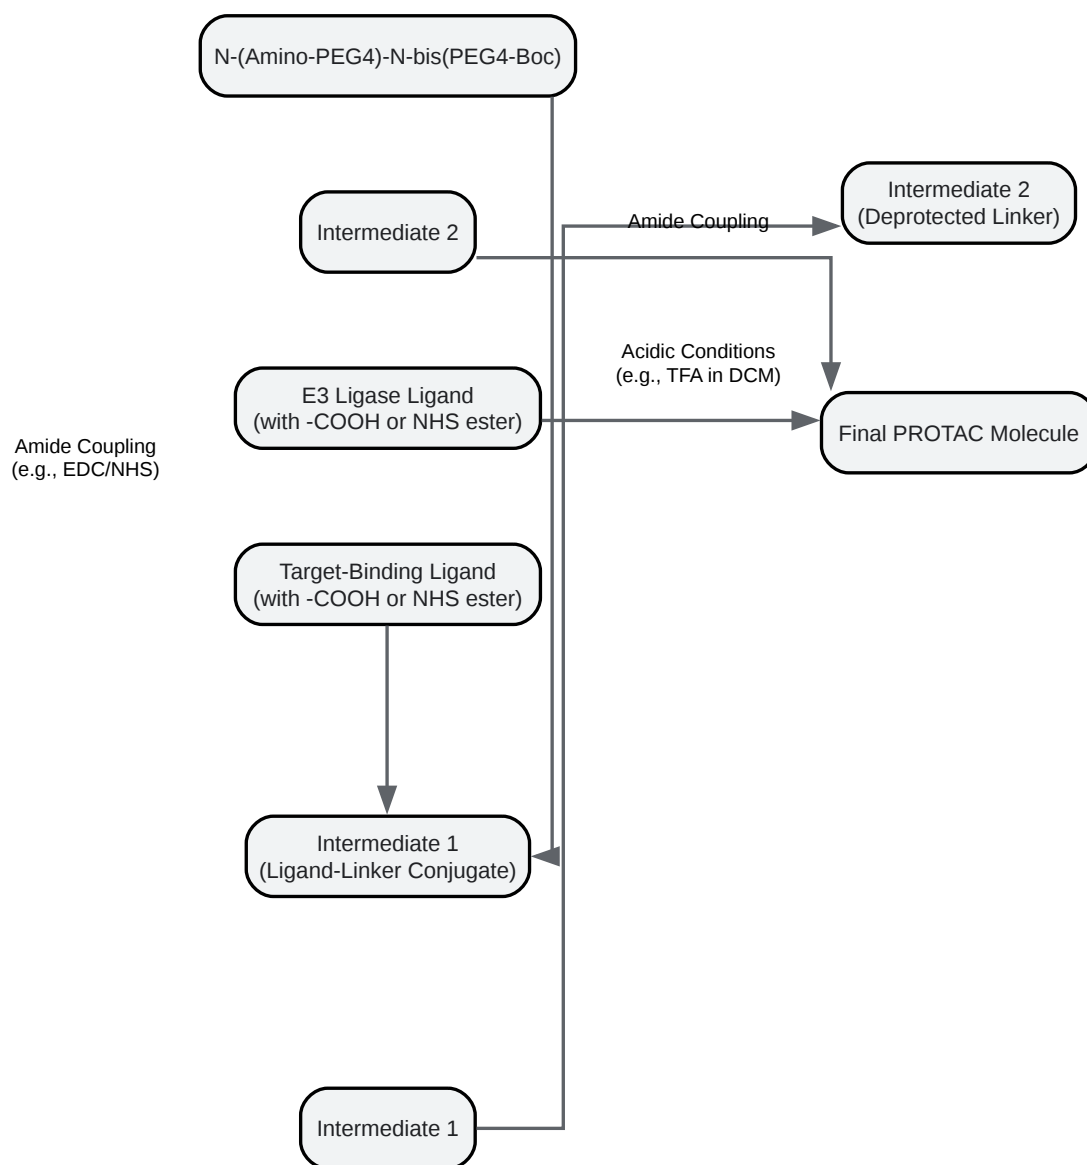 N-(Amino-PEG4)-N-bis(PEG4-Boc)
Intermediate 2
(Deprotected Linker)
Intermediate 2
Amide Coupling
Acidic Conditions
(e.g., TFA in DCM)
E3 Ligase Ligand
(with -COOH or NHS ester)
Final PROTAC Molecule
Amide Coupling
(e.g., EDC/NHS)
Target-Binding Ligand
(with -COOH or NHS ester)
Intermediate 1
(Ligand-Linker Conjugate)
Intermediate 1